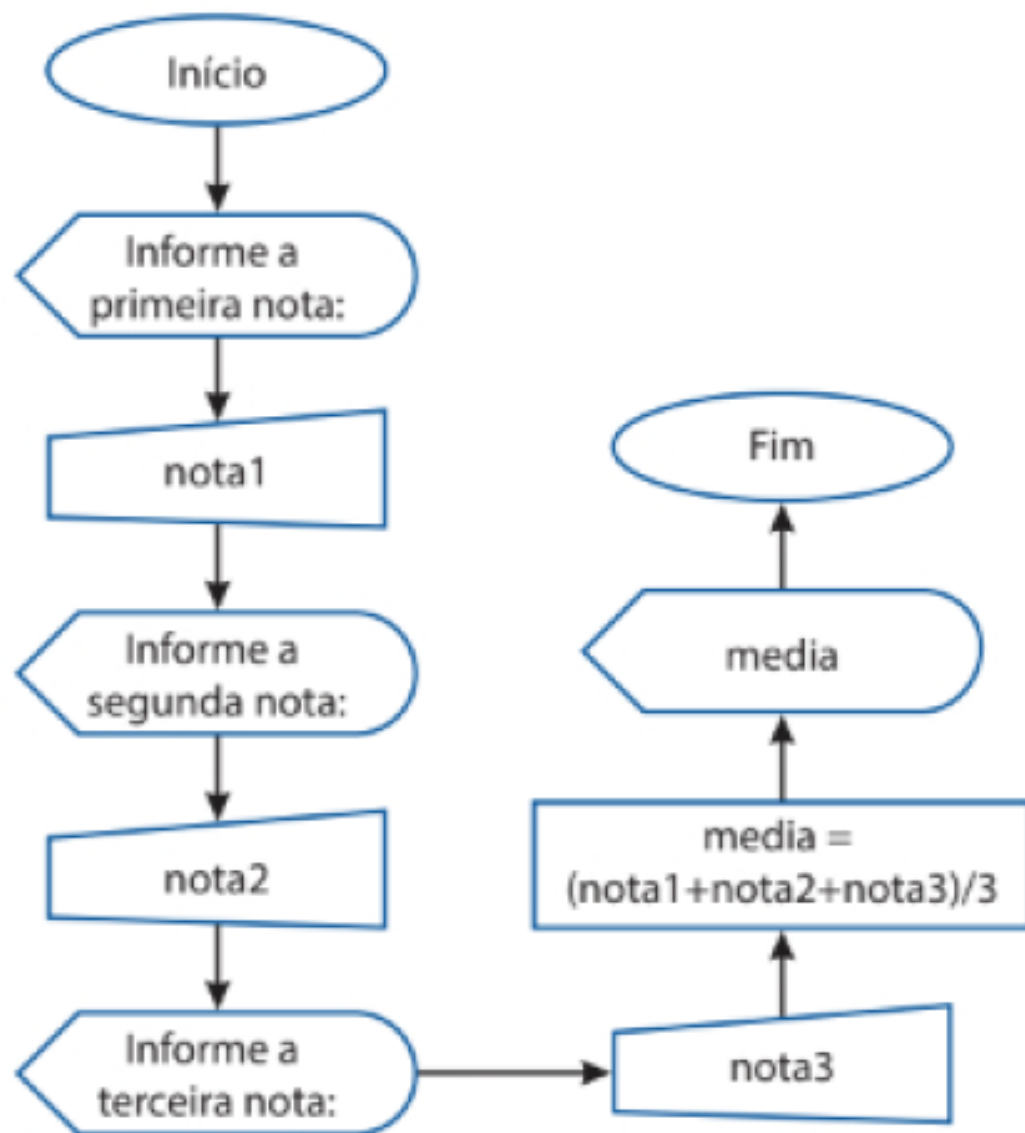 Início
Informe a
primeira nota:
nota1
Informe a
segunda nota:
nota2
Informe a
terceira nota:
nota3
media =
(nota1+nota2+nota3)/3
media
Fim